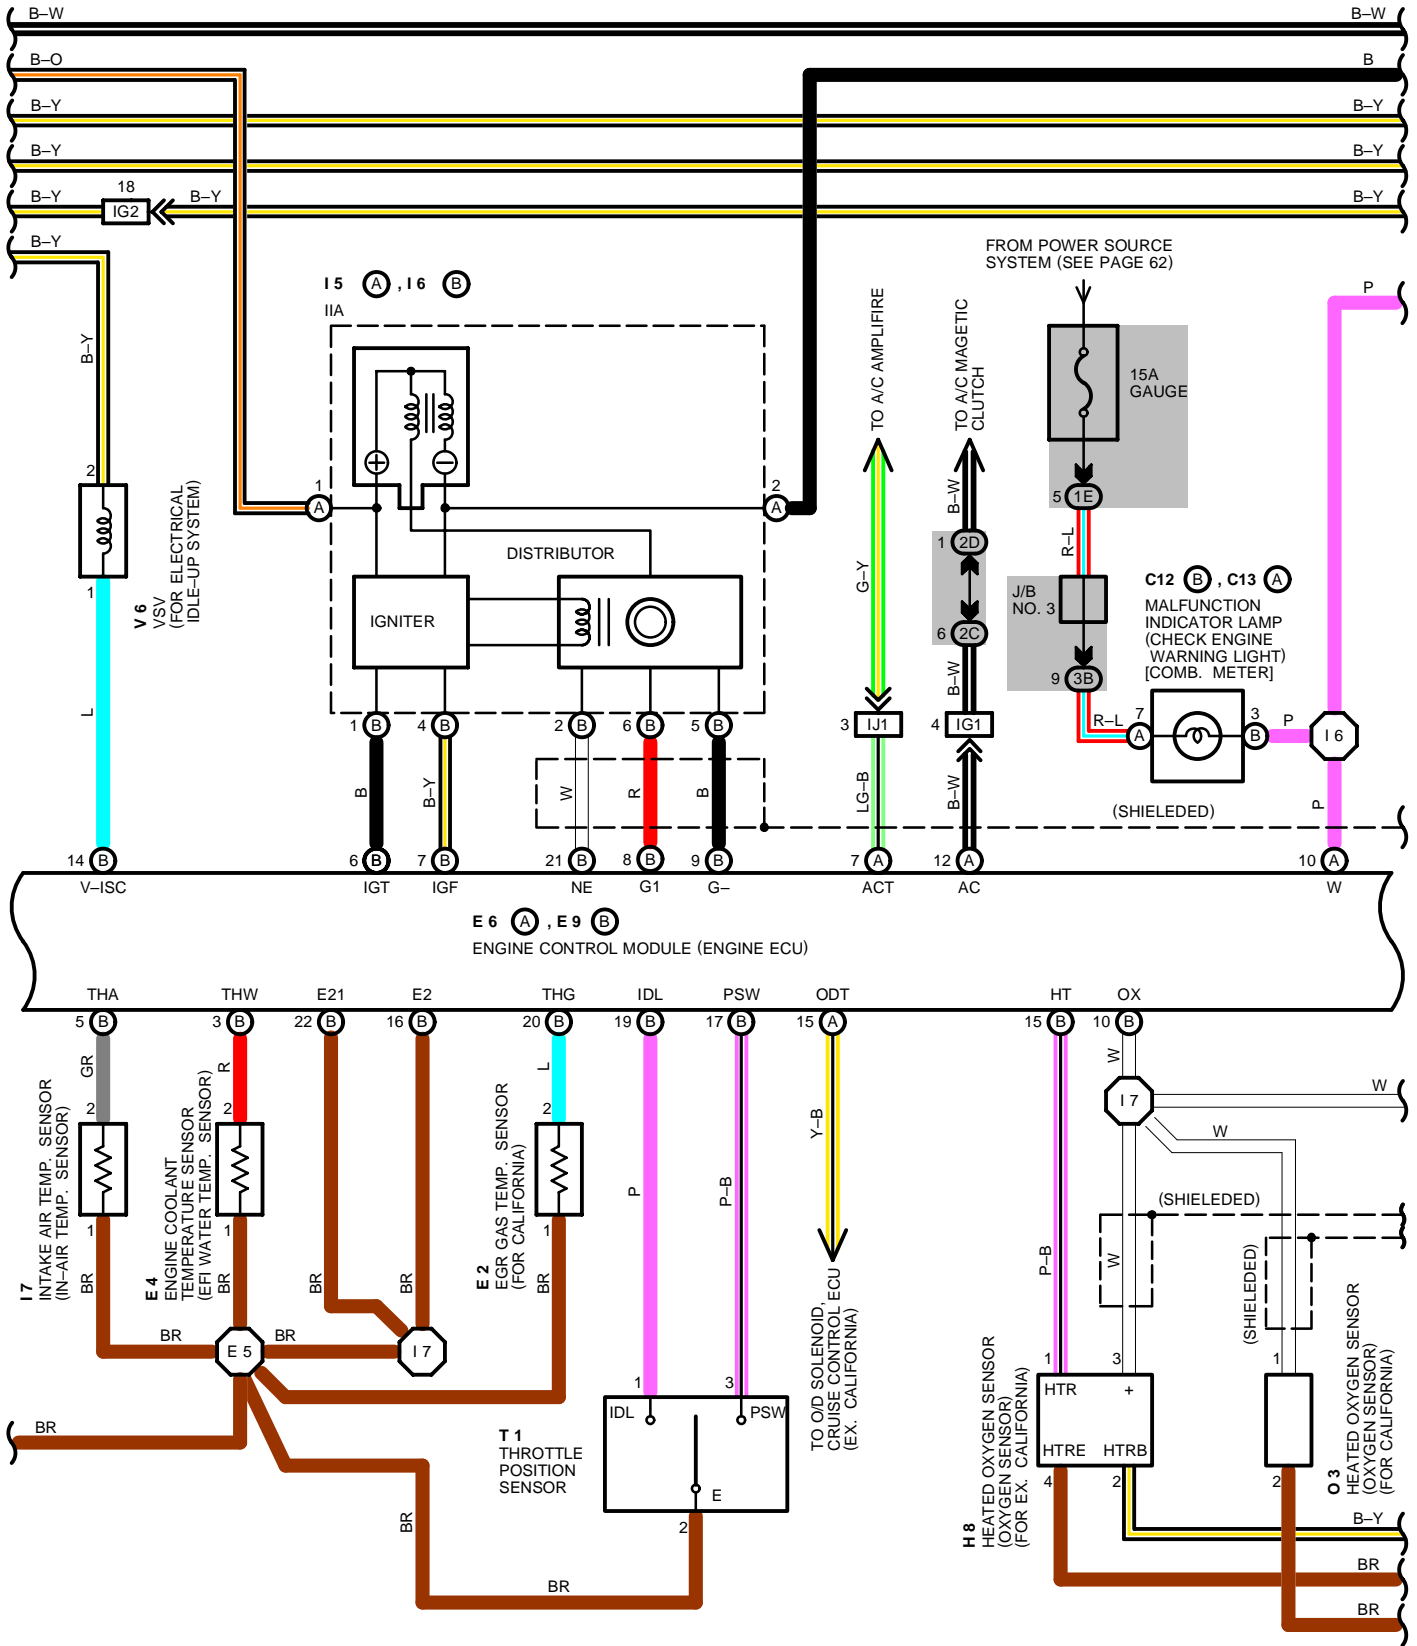 B–W
B–W
B–O
B
B–Y
B–Y
B–Y
B–Y
B–Y
18
IG2
B–Y
B–Y
B–Y
FROM POWER SOURCE
SYSTEM (SEE PAGE 62)
P
I 5 A , I 6 B
IIA
B–Y
TO A/C AMPLIFIRE
TO A/C MAGETIC
CLUTCH
15A
GAUGE
2
1
A
2
A
5 1E
B–W
R–L
1 2D
G–Y
V 6
VSV
(FOR ELECTRICAL
IDLE–UP SYSTEM)
1
DISTRIBUTOR
IGNITER
J/B
NO. 3
C12 B , C13 A
MALFUNCTION
INDICATOR LAMP
(CHECK ENGINE
WARNING LIGHT)
[COMB. METER]
6 2C
B–W
9 3B
L
1 B
4 B
2 B
6 B
5 B
3 IJ1
4 IG1
R–L
7
A
3
B
P
I 6
B
B–Y
W
R
B
LG–B
B–W
(SHIELEDED)
P
14 B
6 B
7 B
21 B
8 B
9 B
7 A
12 A
10 A
V–ISC
IGT
IGF
NE
G1
G–
ACT
AC
W
E 6 A , E 9 B
ENGINE CONTROL MODULE (ENGINE ECU)
THA
THW
E21
E2
THG
IDL
PSW
ODT
HT
OX
5 B
3 B
22 B
16 B
20 B
19 B
17 B
15 A
15 B
10 B
GR
R
L
W
I 7
W
W
2
2
2
Y–B
I 7
INTAKE AIR TEMP. SENSOR
(IN–AIR TEMP. SENSOR)
E 4
ENGINE COOLANT
TEMPERATURE SENSOR
(EFI WATER TEMP. SENSOR)
E 2
EGR GAS TEMP. SENSOR
(FOR CALIFORNIA)
P
P–B
1
1
1
BR
BR
BR
BR
BR
(SHIELEDED)
P–B
W
(SHIELEDED)
TO O/D SOLENOID,
CRUISE CONTROL ECU
(EX. CALIFORNIA)
BR
E 5
BR
I 7
1
3
1
3
1
IDL
PSW
HTR
+
HTRE
HTRB
BR
T 1
THROTTLE
POSITION
SENSOR
E
2
4
2
2
H 8
HEATED OXYGEN SENSOR
(OXYGEN SENSOR)
(FOR EX. CALIFORNIA)
O 3
HEATED OXYGEN SENSOR
(OXYGEN SENSOR)
(FOR CALIFORNIA)
BR
B–Y
BR
BR
BR